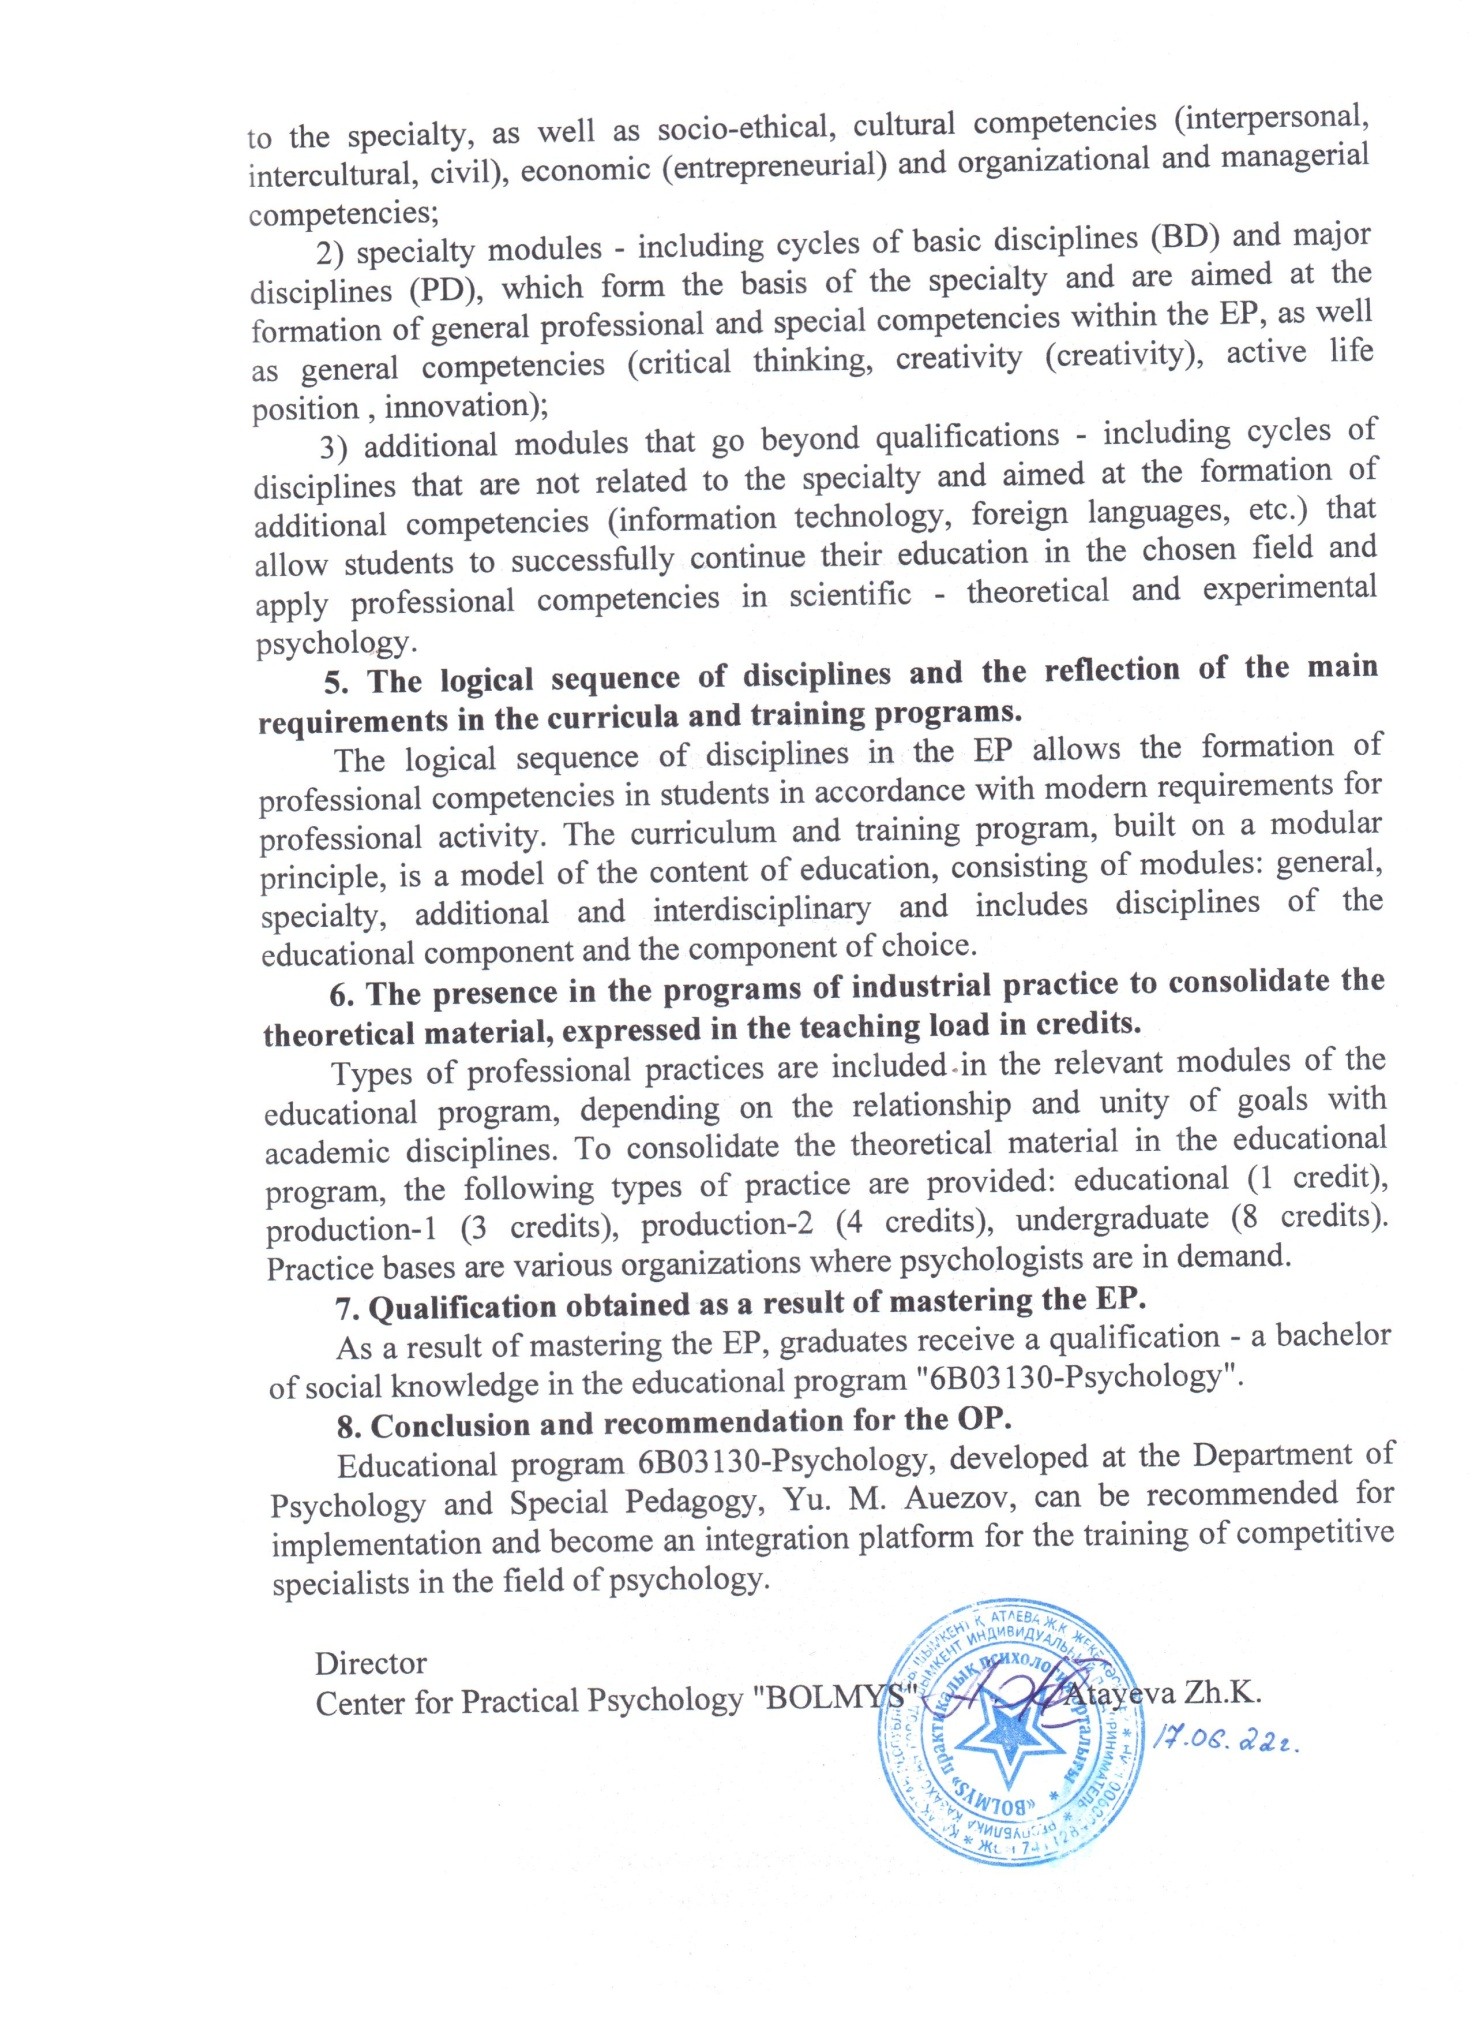 to the specialty, as well as socio-ethical, cultural competencies (interpersonal,
intercultural, civil), economic (entrepreneurial) and organizational and managerial
competencies;
2) specialty modules - including cycles of basic disciplines (BD) and major
disciplines (PD), which form the basis of the specialty and are aimed at the
formation of general professional and special competencies within the EP, as well
as general competencies (critical thinking, creativity (creativity), active life
position , innovation);
3) additional modules that go beyond qualifications - including cycles of
disciplines that are not related to the specialty and aimed at the formation of
additional competencies (information technology, foreign languages, etc.) that
allow students to successfully continue their education in the chosen field and
apply professional competencies in scientific - theoretical and experimental
psychology.
5. The logical sequence of disciplines and the reflection of the main
requirements in the curricula and training programs.
The logical sequence of disciplines in the EP allows the formation of
professional competencies in students in accordance with modern requirements for
professional activity. The curriculum and training program, built on a modular
principle, is a model of the content of education, consisting of modules: general,
specialty, additional and interdisciplinary and includes disciplines of the
educational component and the component of choice.
6. The presence in the programs of industrial practice to consolidate the
theoretical material, expressed in the teaching load in credits.
Types of professional practices are included in the relevant modules of the
educational program, depending on the relationship and unity of goals with
academic disciplines. To consolidate the theoretical material in the educational
program, the following types of practice are provided: educational (1 credit),
production-1 (3 credits), production-2 (4 credits), undergraduate (8 credits).
Practice bases are various organizations where psychologists are in demand.
7. Qualification obtained as a result of mastering the EP.
As a result of mastering the EP, graduates receive a qualification - a bachelor
of social knowledge in the educational program "6B03130-Psychology".
8. Conclusion and recommendation for the OP.
Educational program 6B03130-Psychology, developed at the Department of
Psychology and Special Pedagogy, Yu. M. Auezov, can be recommended for
implementation and become an integration platform for the training of competitive
specialists in the field of psychology.
Director
Center for Practical Psychology "BOLMYS" Atayeva Zh.K.
17.06.22г.
«BOLMYS» практикалық психология орталығы